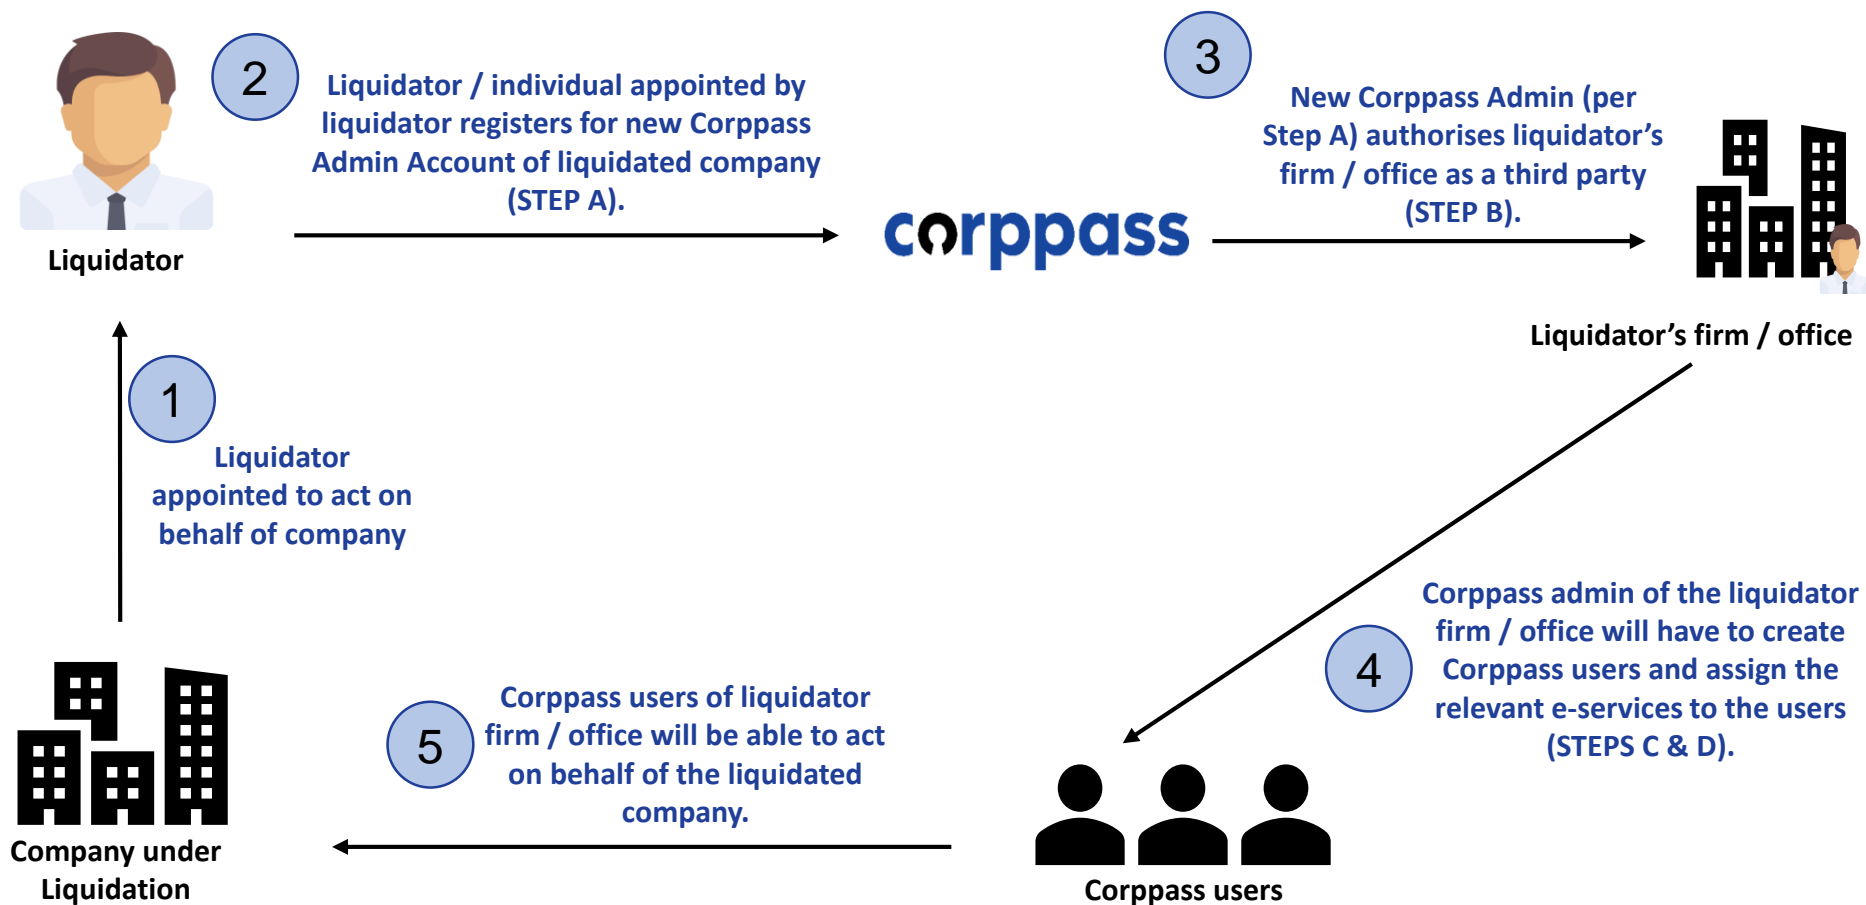 2
Liquidator / individual appointed by
liquidator registers for new Corppass
Admin Account of liquidated company
(STEP A).
3
New Corppass Admin (per
Step A) authorises liquidator’s
firm / office as a third party
(STEP B).
corppass
Liquidator
Liquidator’s firm / office
1
Liquidator
appointed to act on
behalf of company
4
Corppass admin of the liquidator
firm / office will have to create
Corppass users and assign the
relevant e-services to the users
(STEPS C & D).
5
Corppass users of liquidator
firm / office will be able to act
on behalf of the liquidated
company.
Company under
Liquidation
Corppass users